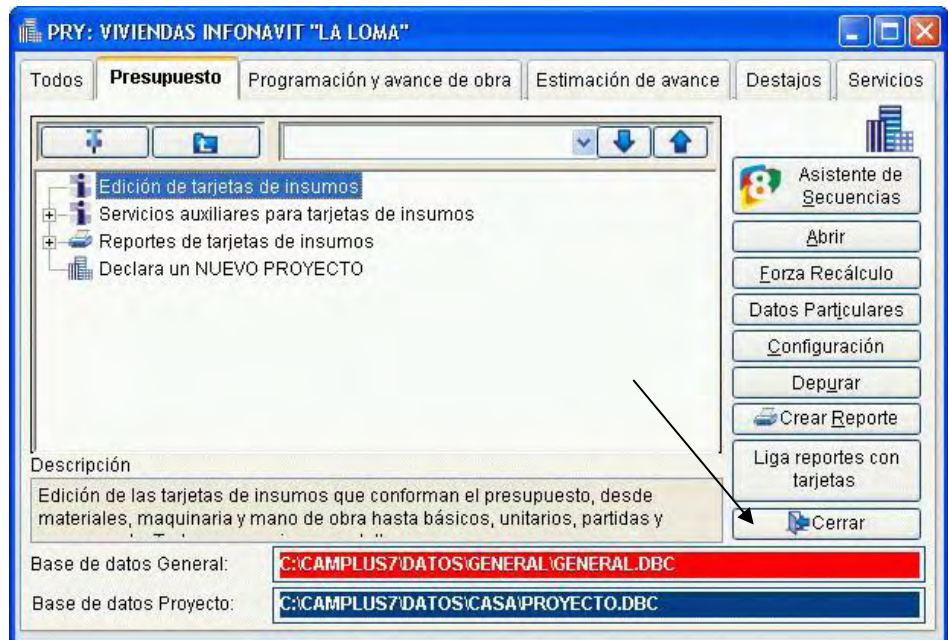 PRY: VIVIENDAS INFONAVIT "LA LOMA"
Todos Presupuesto Programación y avance de obra Estimación de avance Destajos Servicios
Edición de tarjetas de insumos
Servicios auxiliares para tarjetas de insumos
Reportes de tarjetas de insumos
Declara un NUEVO PROYECTO
8 Asistente de
Secuencias
Abrir
Forza Recálculo
Datos Particulares
Configuración
Depurar
Crear Reporte
Liga reportes con
tarjetas
Cerrar
Descripción
Edición de las tarjetas de insumos que conforman el presupuesto, desde
materiales, maquinaria y mano de obra hasta básicos, unitarios, partidas y
Base de datos General: C:\CAMPLUS7\DATOS\GENERAL\GENERAL.DBC
Base de datos Proyecto: C:\CAMPLUS7\DATOS\CASA\PROYECTO.DBC